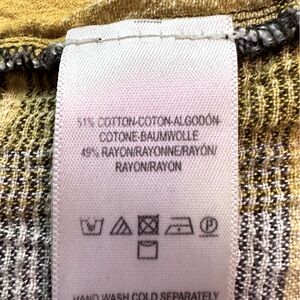 51% COTTON-COTON-ALGODÓN
COTONE-BAUMWOLLE
49% RAYON/RAYONNE/RAYÓN/
RAYON/RAYON
P
HAND WASH COLD SEPARATELY